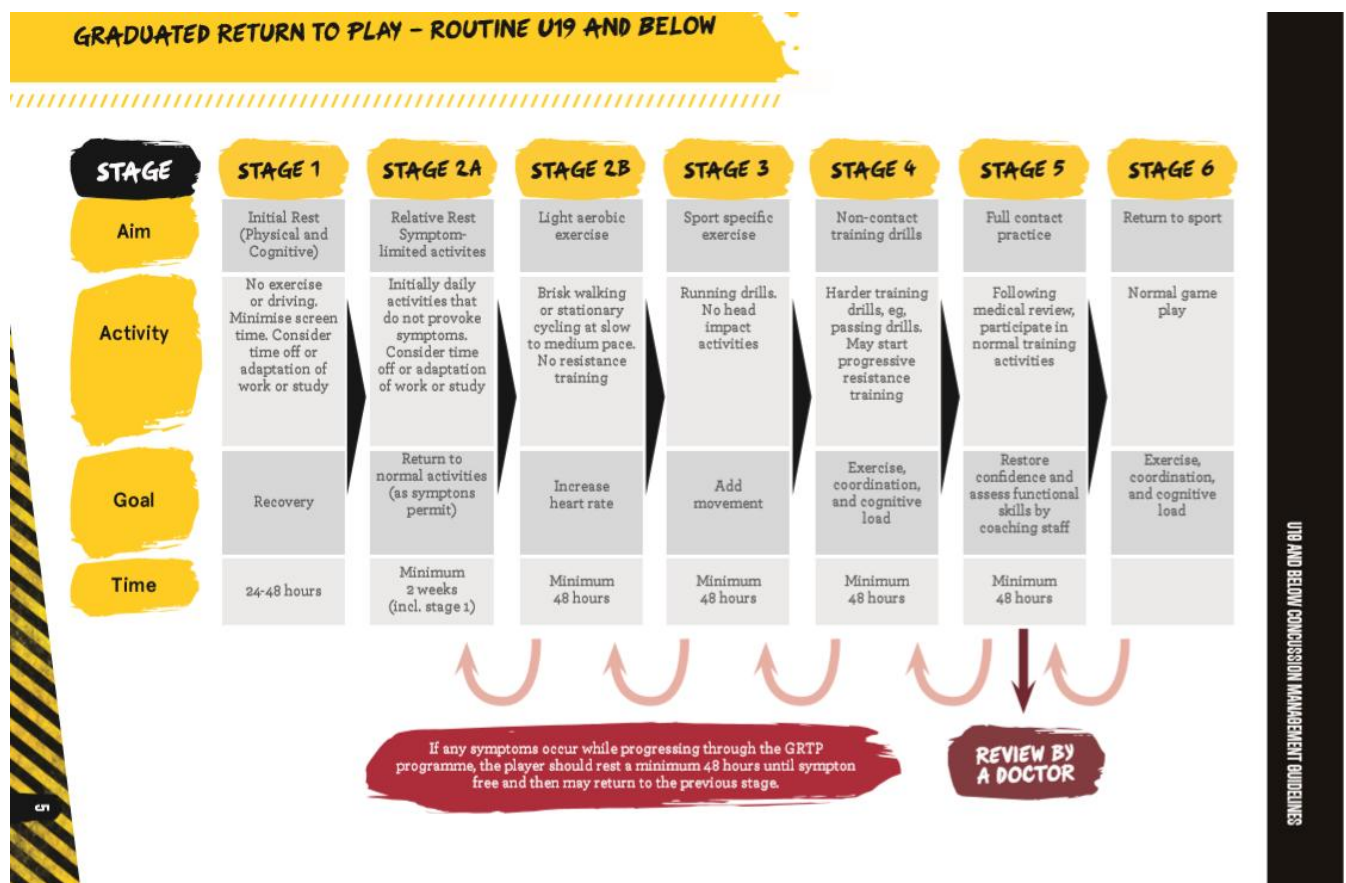 GRADUATED RETURN TO PLAY – ROUTINE U19 AND BELOW
STAGE
STAGE 1
STAGE 2A
STAGE 2B
STAGE 3
STAGE 4
STAGE 5
STAGE 6
Aim
Initial Rest
(Physical and
Cognitive)
Relative Rest
Symptom-
limited activites
Light aerobic
exercise
Sport specific
exercise
Non-contact
training drills
Full contact
practice
Return to sport
Activity
No exercise
or driving.
Minimise screen
time. Consider
time off or
adaptation of
work or study
Initially daily
activities that
do not provoke
symptoms.
Consider time
off or adaptation
of work or study
Brisk walking
or stationary
cycling at slow
to medium pace.
No resistance
training
Running drills.
No head
impact
activities
Harder training
drills, eg,
passing drills.
May start
progressive
resistance
training
Following
medical review,
participate in
normal training
activities
Normal game
play
Goal
Recovery
Return to
normal activities
(as symptons
permit)
Increase
heart rate
Add
movement
Exercise,
coordination,
and cognitive
load
Restore
confidence and
assess functional
skills by
coaching staff
Exercise,
coordination,
and cognitive
load
Time
24-48 hours
Minimum
2 weeks
(incl. stage 1)
Minimum
48 hours
Minimum
48 hours
Minimum
48 hours
Minimum
48 hours
If any symptoms occur while progressing through the GRTP
programme, the player should rest a minimum 48 hours until sympton
free and then may return to the previous stage.
REVIEW BY
A DOCTOR
5
U19 AND BELOW CONCUSSION MANAGEMENT GUIDELINES